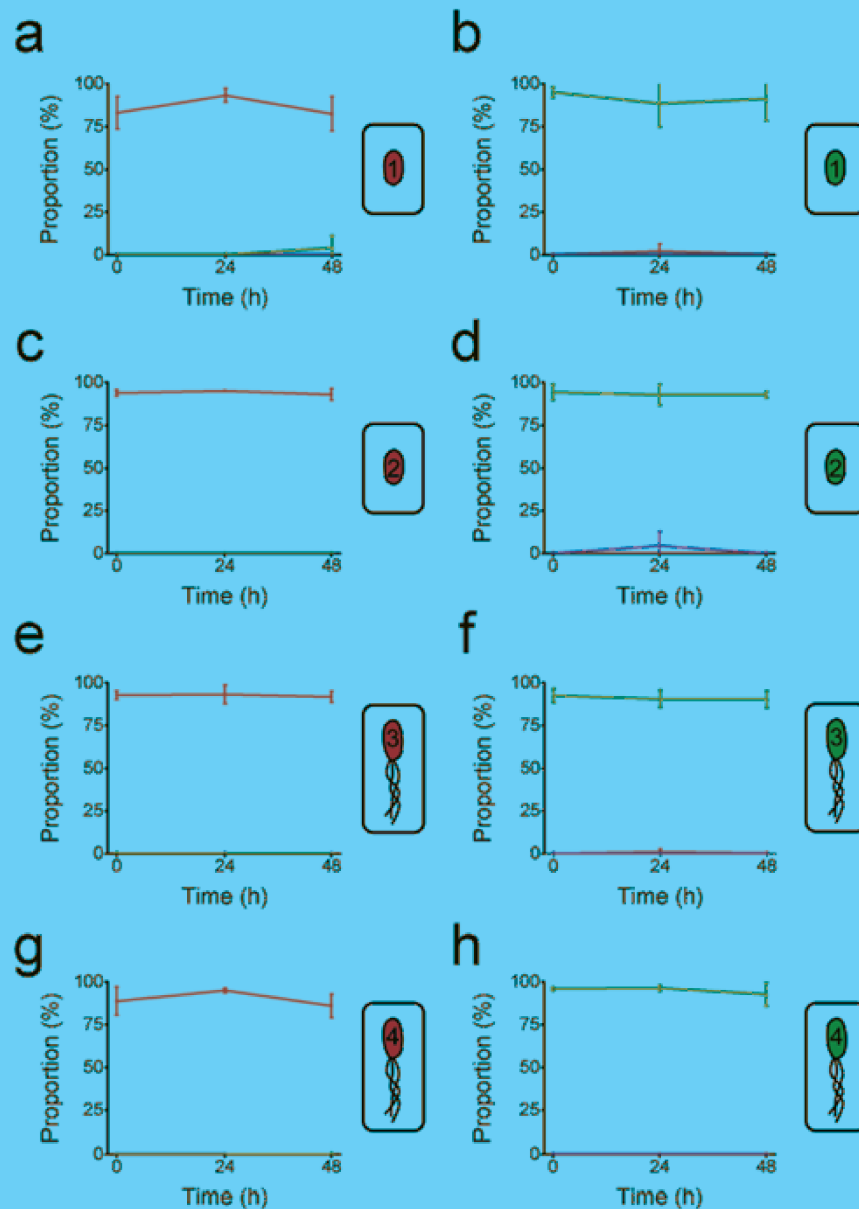 a b
Proportion (%) 100 75 50 25 0 1 Proportion (%) 100 75 50 25 0 1
0 24 48 0 24 48
Time (h) Time (h)
c d
Proportion (%) 100 75 50 25 0 2 Proportion (%) 100 75 50 25 0 2
0 24 48 0 24 48
Time (h) Time (h)
e f
Proportion (%) 100 75 50 25 0 3 Proportion (%) 100 75 50 25 0 3
0 24 48 0 24 48
Time (h) Time (h)
g h
Proportion (%) 100 75 50 25 0 4 Proportion (%) 100 75 50 25 0 4
0 24 48 0 24 48
Time (h) Time (h)